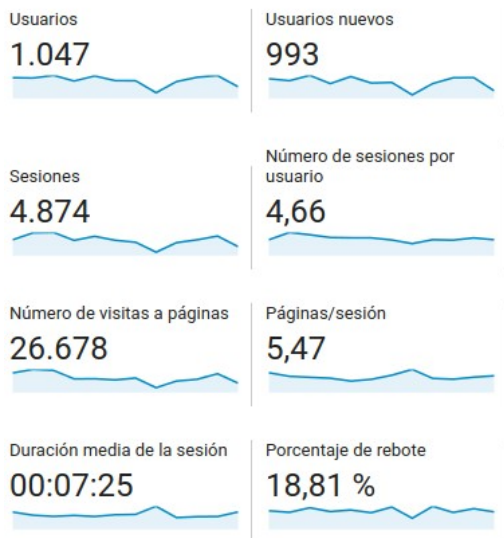 Usuarios
1.047
Usuarios nuevos
993
Sesiones
4.874
Número de sesiones por
usuario
4,66
Número de visitas a páginas
26.678
Páginas/sesión
5,47
Duración media de la sesión
00:07:25
Porcentaje de rebote
18,81 %